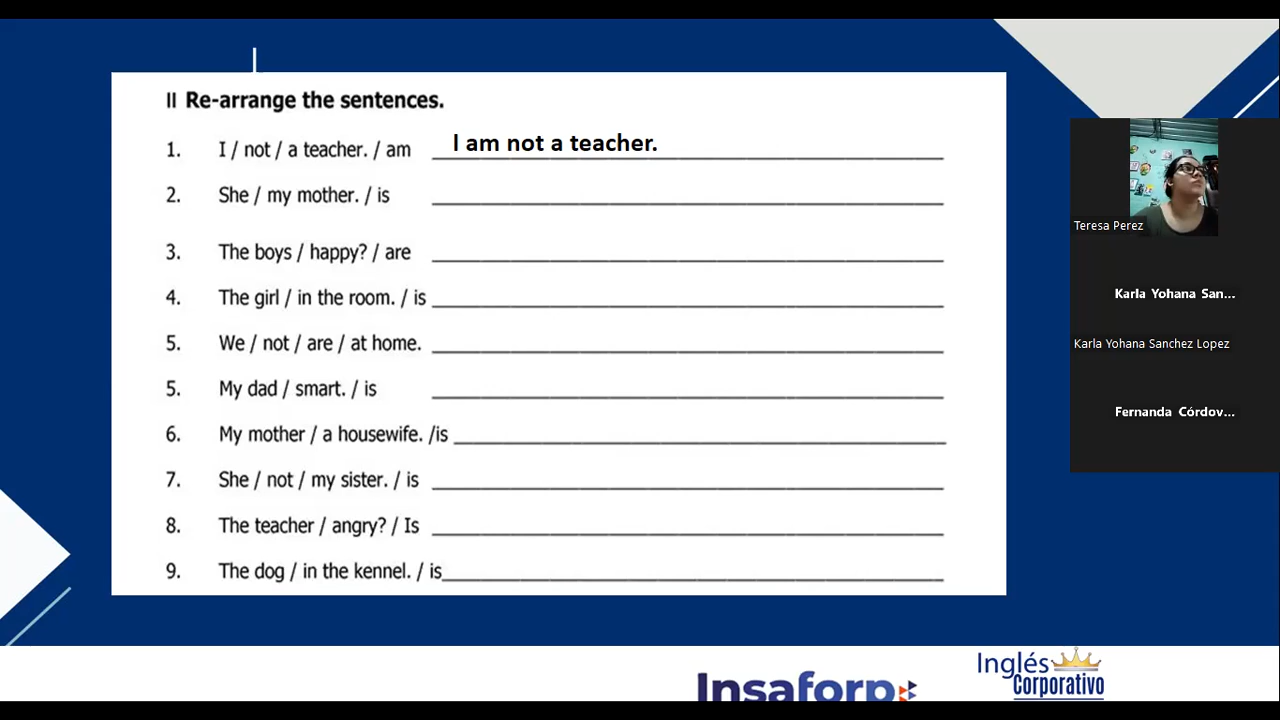 II Re-arrange the sentences.
1. I / not / a teacher. / am I am not a teacher.
2. She / my mother. / is
3. The boys / happy? / are
4. The girl / in the room. / is
5. We / not / are / at home.
5. My dad / smart. / is
6. My mother / a housewife. /is
7. She / not / my sister. / is
8. The teacher / angry? / Is
9. The dog / in the kennel. / is
Teresa Perez
Karla Yohana San...
Karla Yohana Sanchez Lopez
Fernanda Córdov...
Insaforp
Inglés
Corporativo